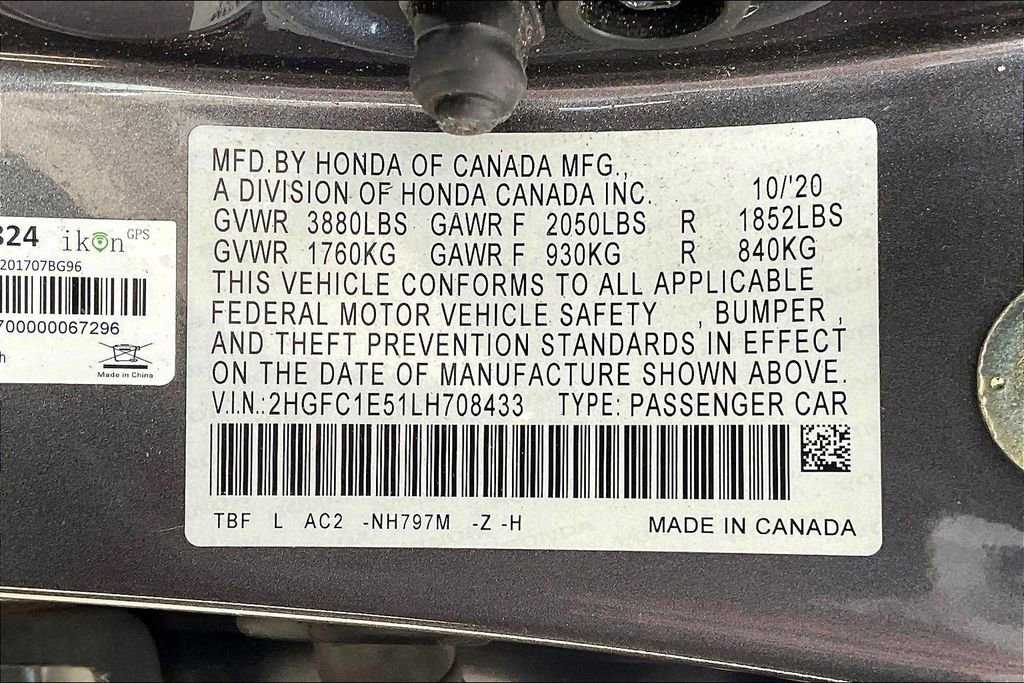 MFD.BY HONDA OF CANADA MFG.,
A DIVISION OF HONDA CANADA INC. 10/'20
GVWR 3880LBS GAWR F 2050LBS R 1852LBS
GVWR 1760KG GAWR F 930KG R 840KG
THIS VEHICLE CONFORMS TO ALL APPLICABLE
FEDERAL MOTOR VEHICLE SAFETY , BUMPER ,
AND THEFT PREVENTION STANDARDS IN EFFECT
ON THE DATE OF MANUFACTURE SHOWN ABOVE.
V.I.N.:2HGFC1E51LH708433 TYPE: PASSENGER CAR
TBF L AC2 -NH797M -Z -H
MADE IN CANADA
324 ikon GPS
201707BG96
700000067296
Made in China